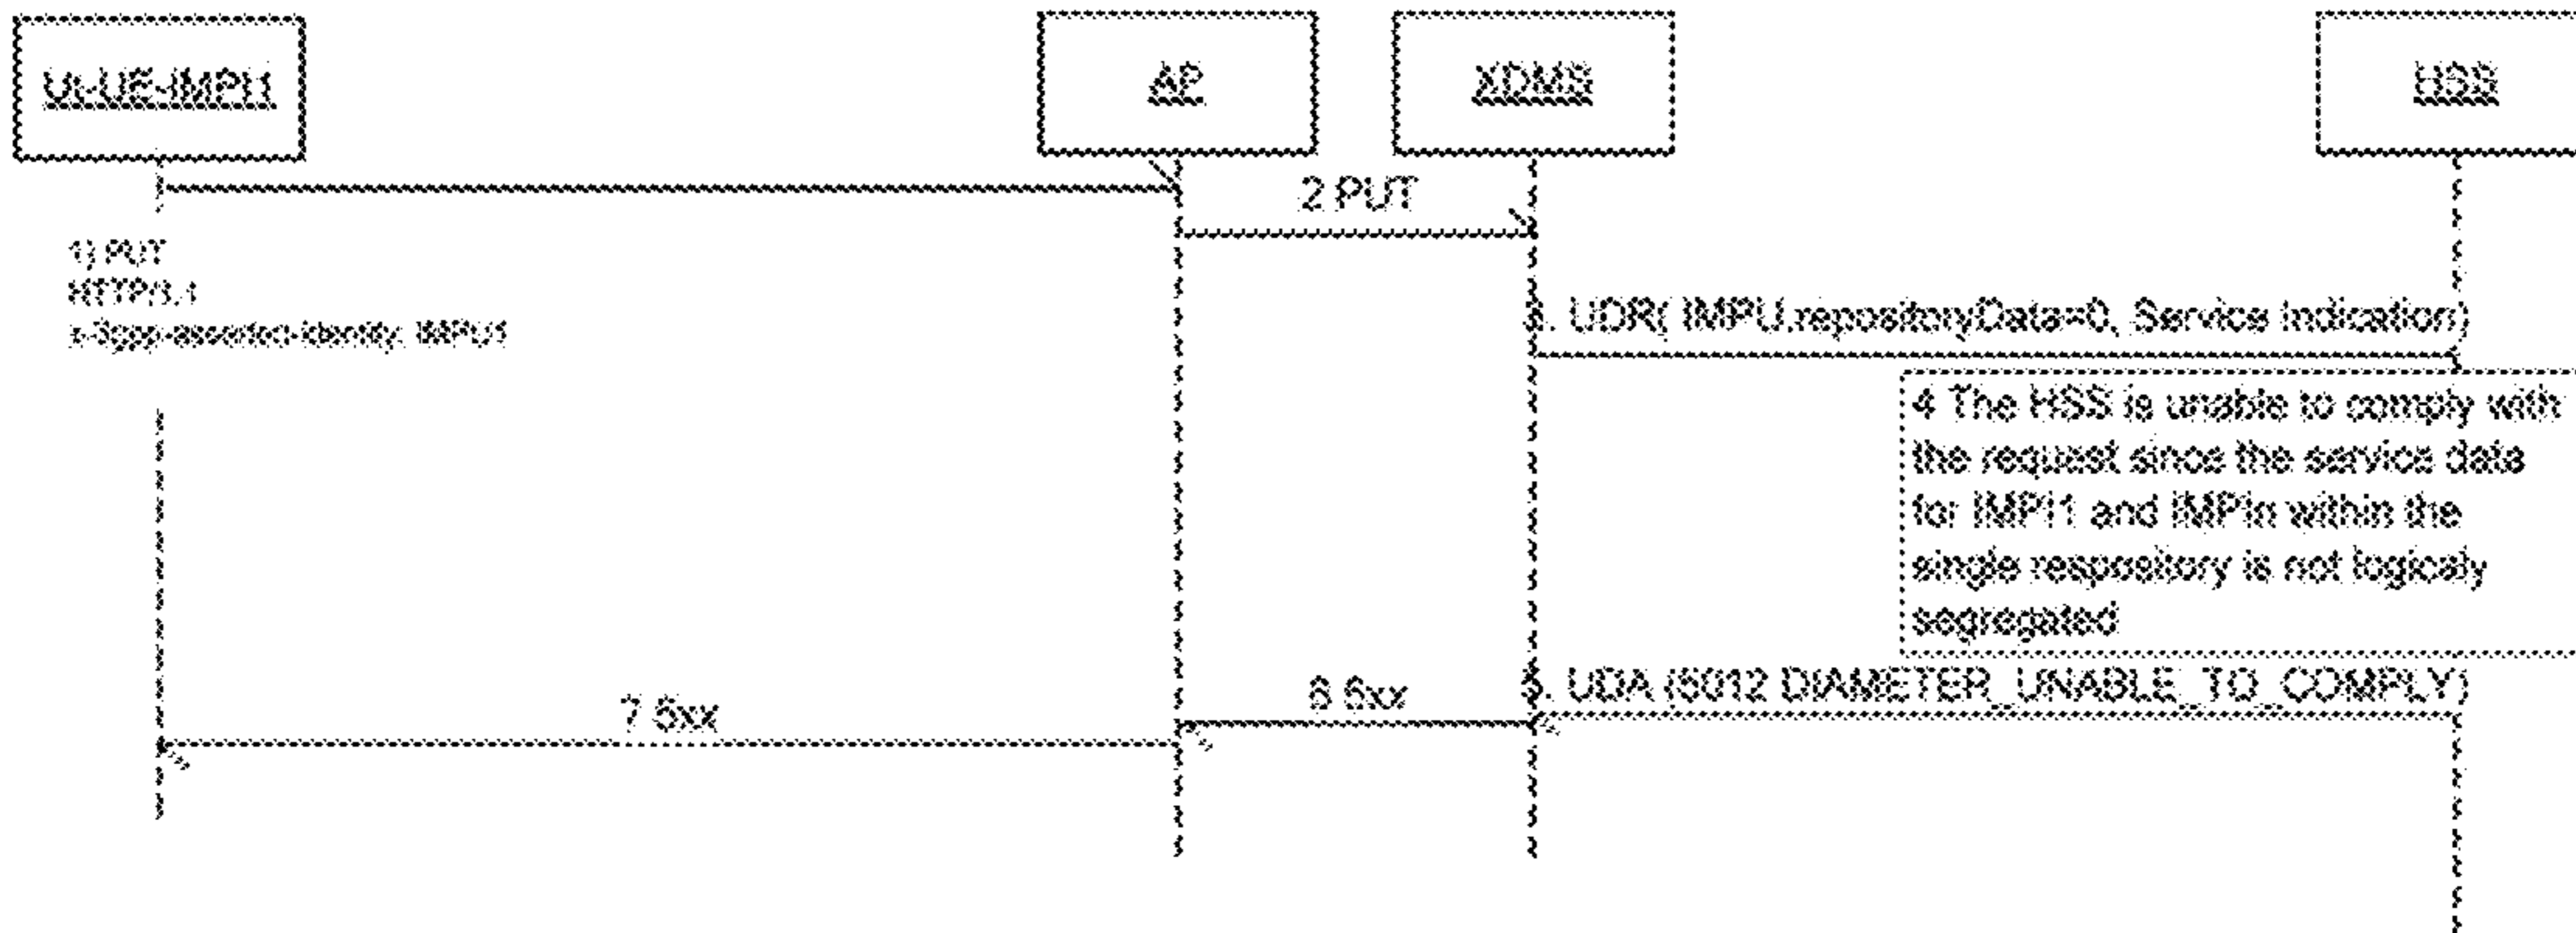 Ut-UE-IMPI1
AP
XDMS
HSS
2 PUT
1) PUT
HTTP/1.1
x-3gpp-asserted-identity: IMPU1
3. UDR( IMPU.repositoryData=0, Service Indication)
4 The HSS is unable to comply with
the request since the service data
for IMPI1 and IMPIn within the
single respository is not logicaly
segregated
5. UDA (5012 DIAMETER_UNABLE_TO_COMPLY)
6 5xx
7 5xx